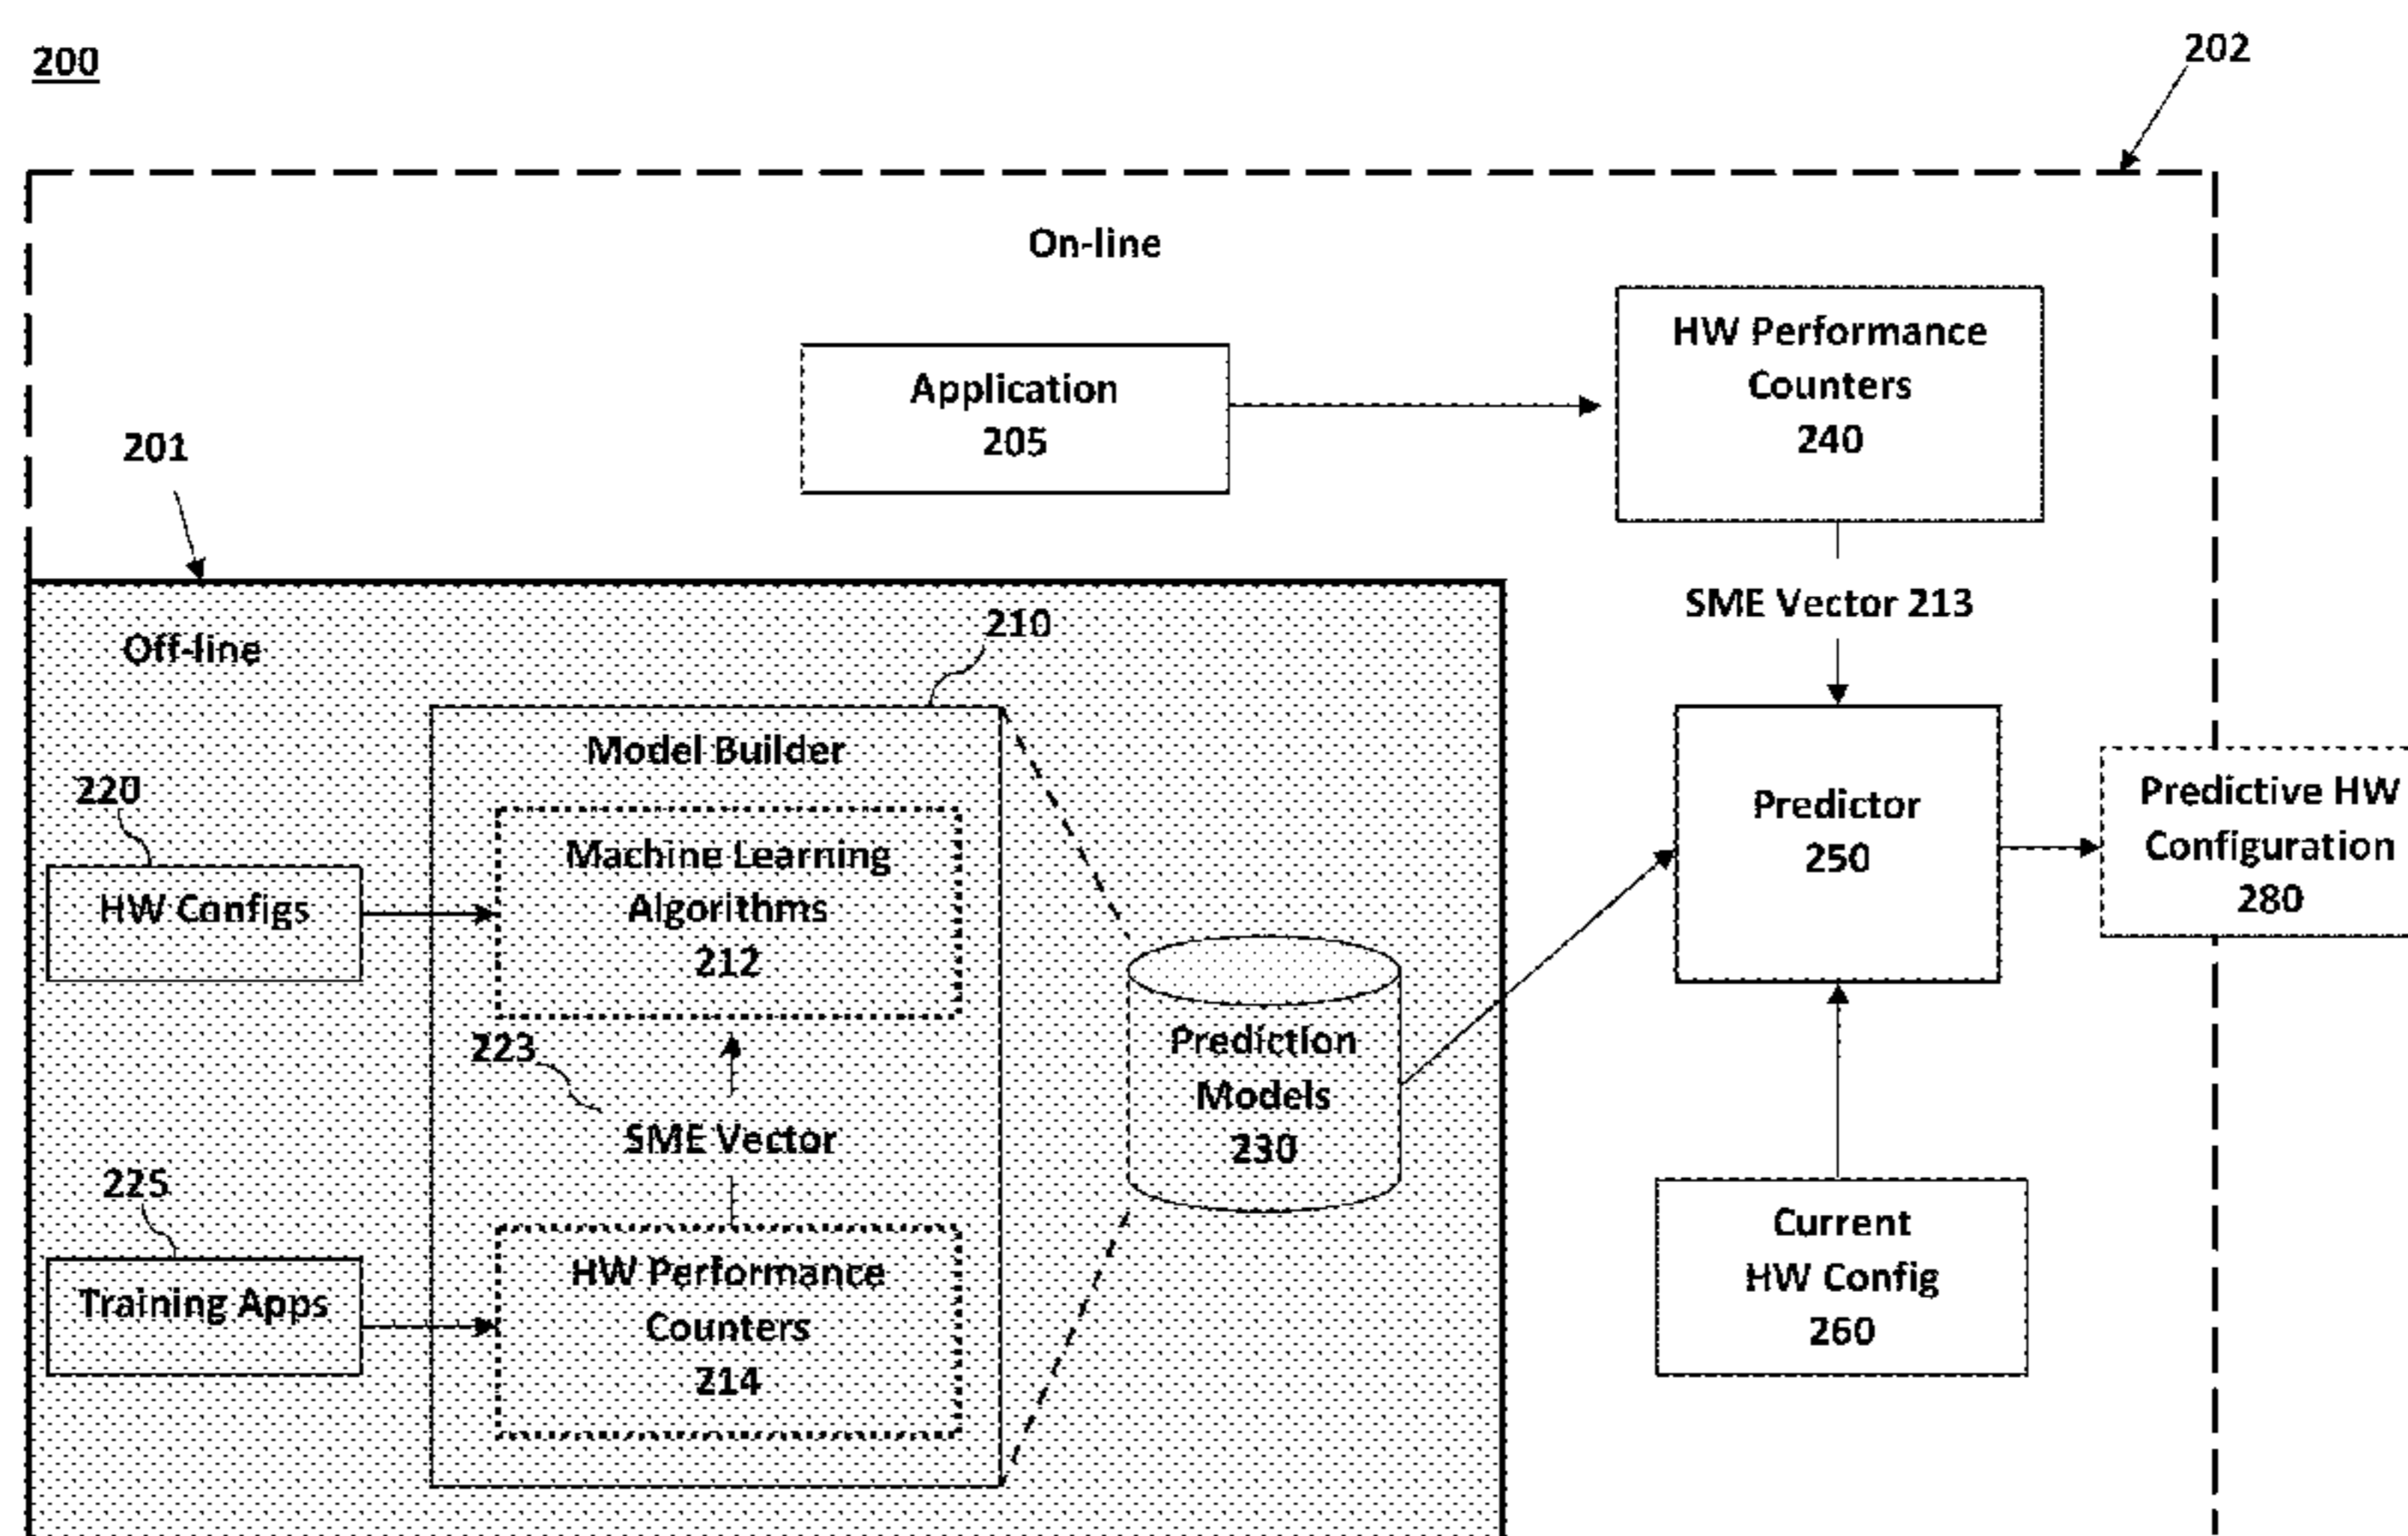 200
202
On-line
HW Performance
Counters
240
Application
205
201
SME Vector 213
Off-line
210
Model Builder
220
HW Configs
Machine Learning
Algorithms
212
Predictor
250
Predictive HW
Configuration
280
223
SME Vector
Prediction
Models
230
225
Training Apps
HW Performance
Counters
214
Current
HW Config
260